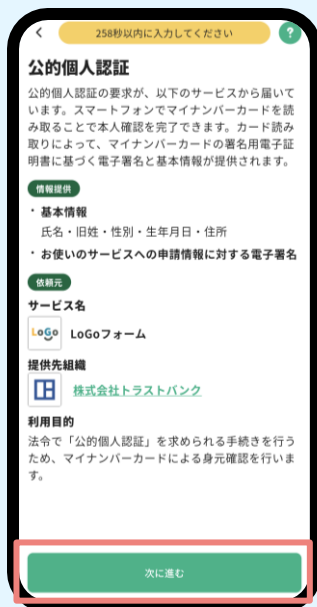 258秒以内に入力してください
?
公的個人認証
公的個人認証の要求が、以下のサービスから届いて
います。スマートフォンでマイナンバーカードを読
み取ることで本人確認を完了できます。カード読み
取りによって、マイナンバーカードの署名用電子証
明書に基づく電子署名と基本情報が提供されます。
情報提供
・基本情報
氏名・旧姓・性別・生年月日・住所
・お使いのサービスへの申請情報に対する電子署名
依頼元
サービス名
LoGo LoGoフォーム
提供先組織
株式会社トラストバンク
利用目的
法令で「公的個人認証」を求められる手続きを行う
ため、マイナンバーカードによる身元確認を行いま
す。
次に進む